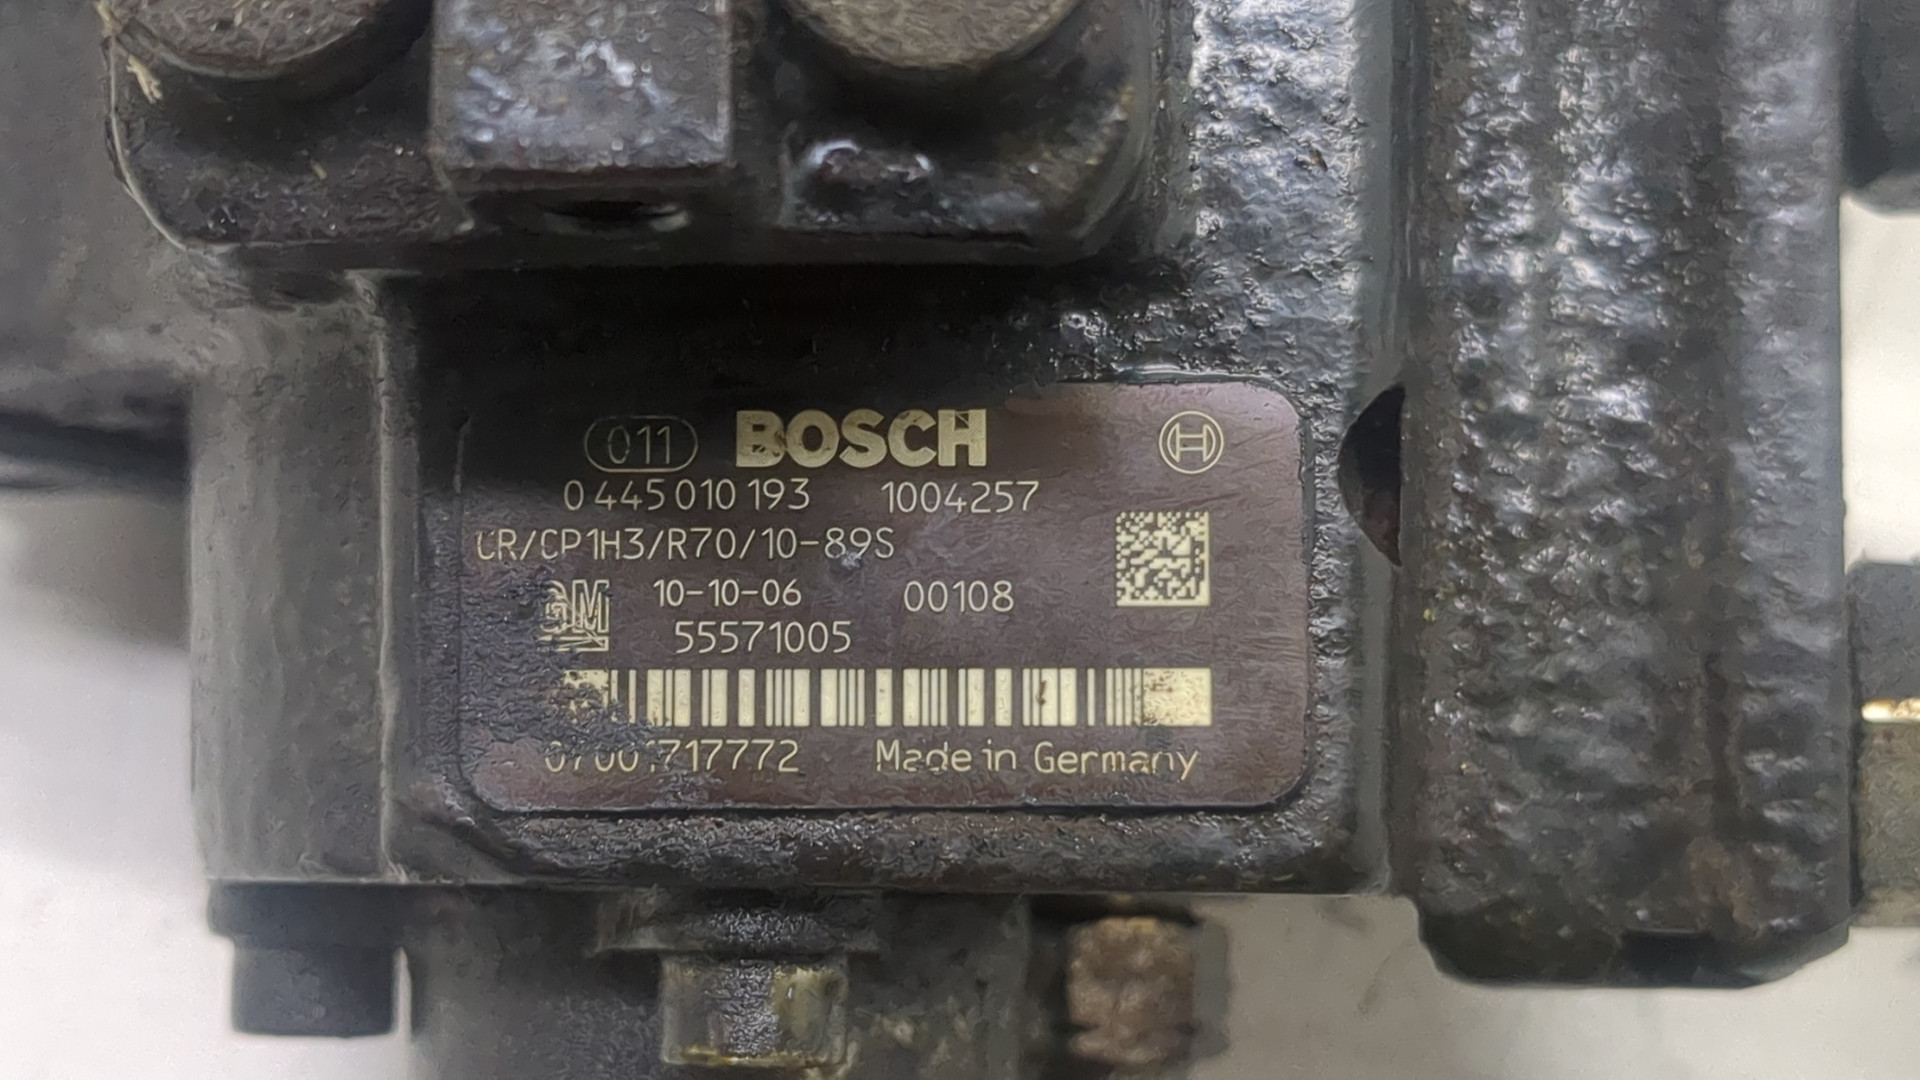 011 BOSCH
0 445 010 193 1004257
CR/CP1H3/R70/10-89S
GM 10-10-06 00108
55571005
Made in Germany